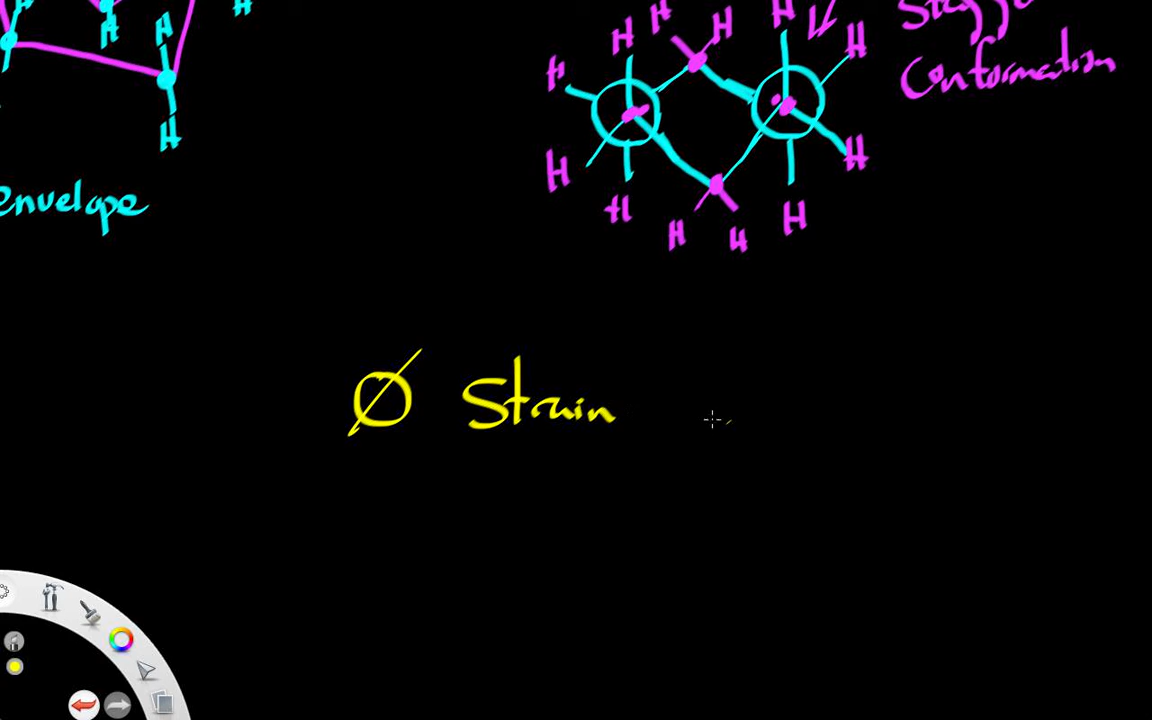 H H H
H H H H H
H H
Conformation
H H H
H H
H H H
envelope
Ø Strain